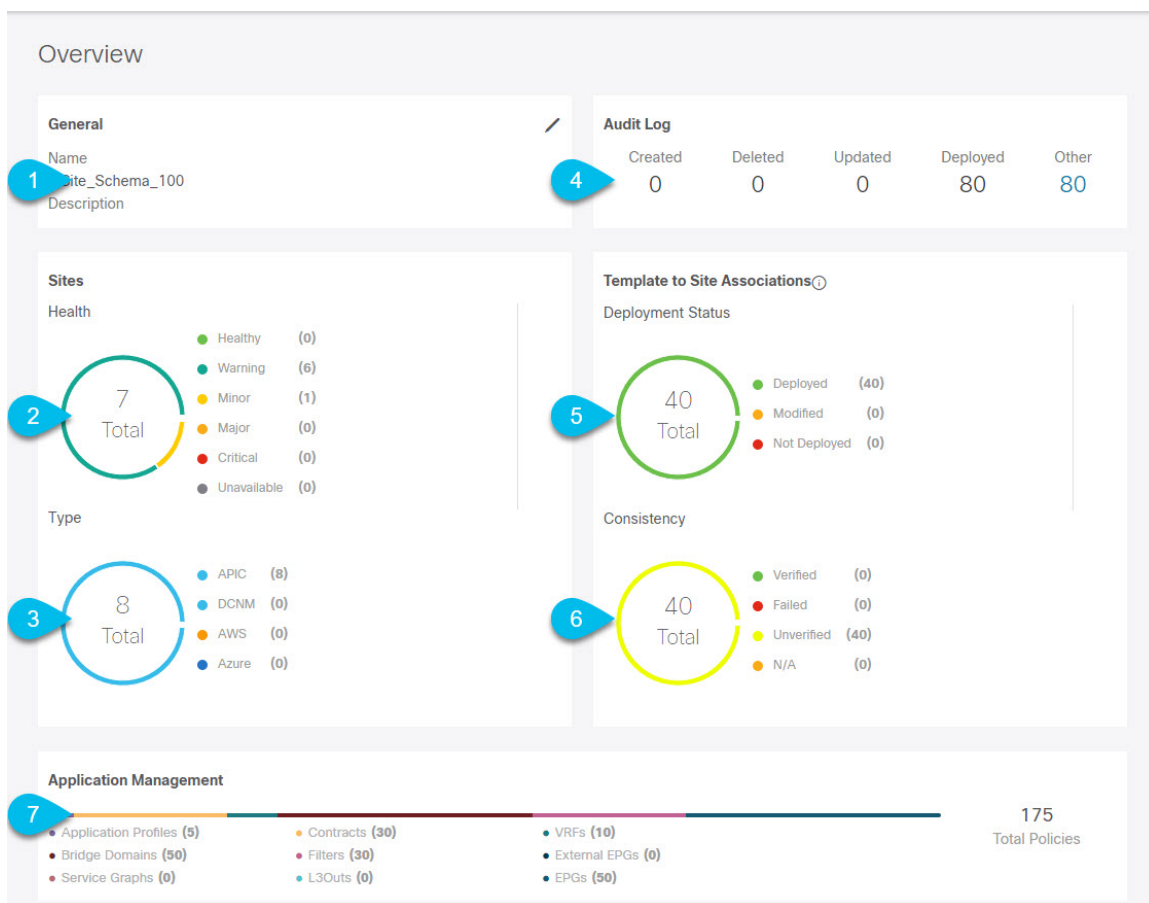 Overview
General
Name
1
Site_Schema_100
Description
Audit Log
Created Deleted Updated Deployed Other
4
0 0 0 80 80
Sites
Health
2
7
Total
Healthy (0)
Warning (6)
Minor (1)
Major (0)
Critical (0)
Unavailable (0)
Type
3
8
Total
APIC (8)
DCNM (0)
AWS (0)
Azure (0)
Template to Site Associations
Deployment Status
5
40
Total
Deployed (40)
Modified (0)
Not Deployed (0)
Consistency
6
40
Total
Verified (0)
Failed (0)
Unverified (40)
N/A (0)
Application Management
7
Application Profiles (5) Contracts (30) VRFs (10)
Bridge Domains (50) Filters (30) External EPGs (0)
Service Graphs (0) L3Outs (0) EPGs (50)
175
Total Policies